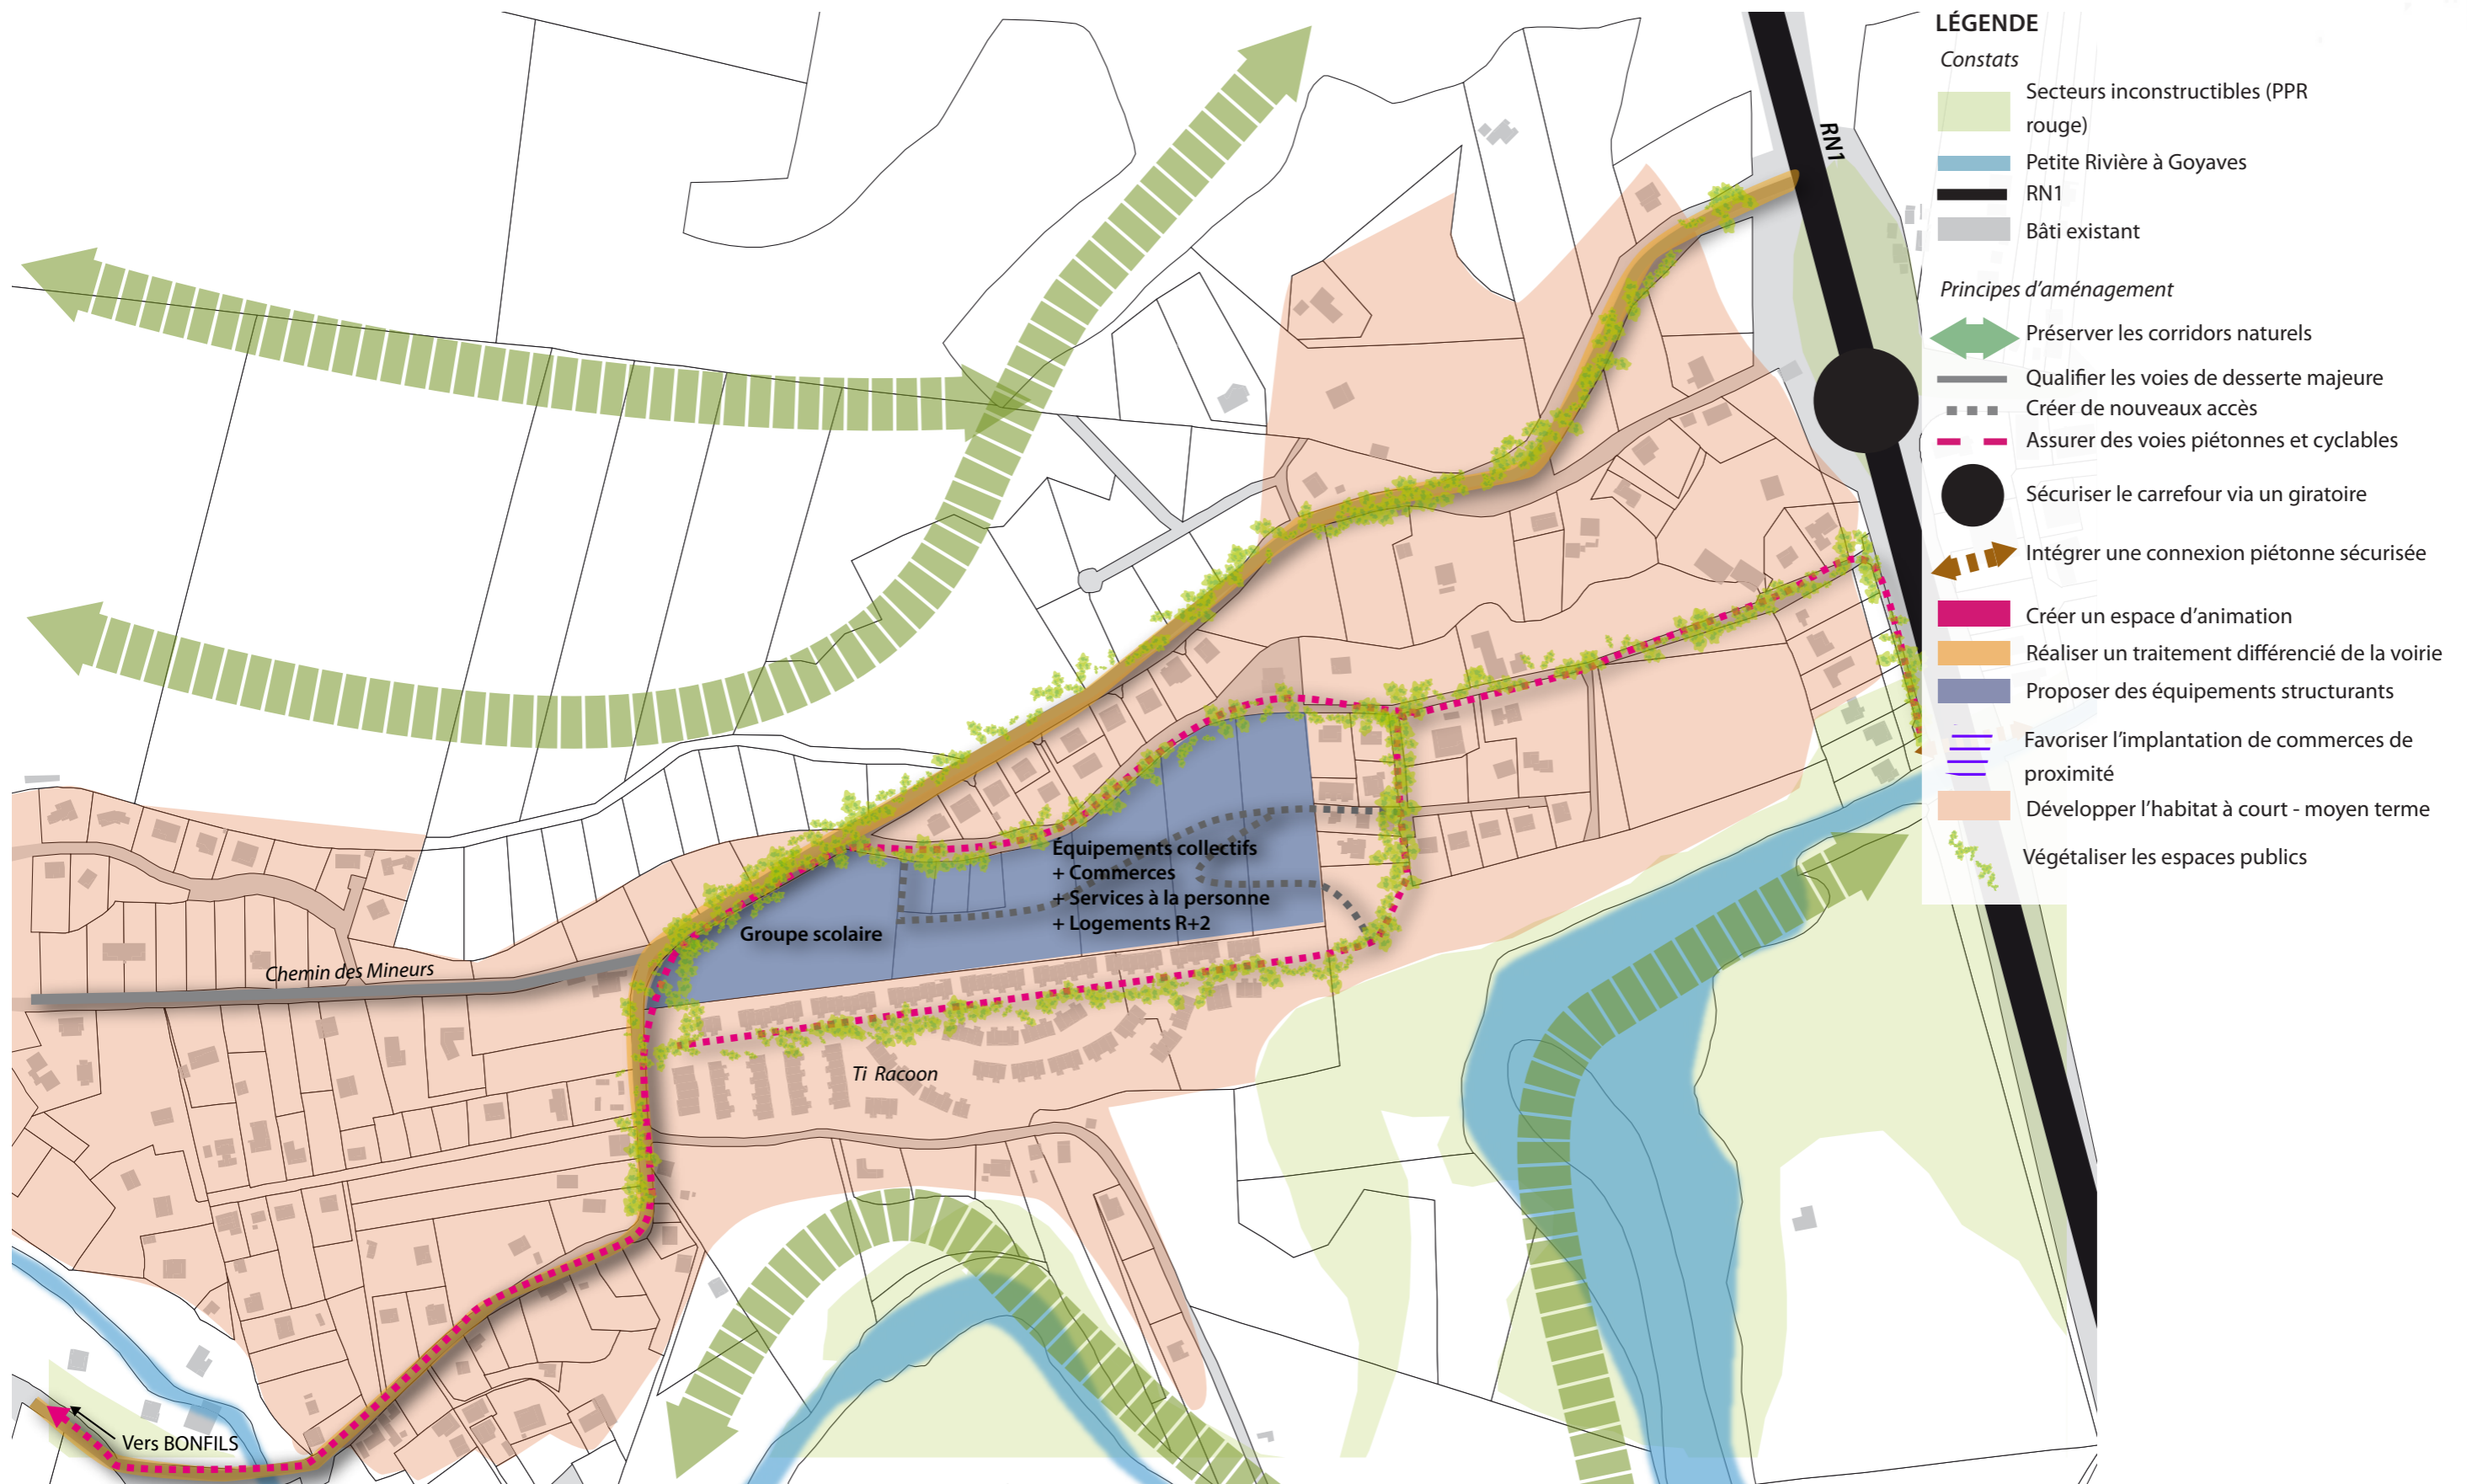 LÉGENDE
Constats
Secteurs inconstructibles (PPR
rouge)
Petite Rivière à Goyaves
RN1
Bâti existant
Principes d'aménagement
Préserver les corridors naturels
Qualifier les voies de desserte majeure
Créer de nouveaux accès
Assurer des voies piétonnes et cyclables
Sécuriser le carrefour via un giratoire
Intégrer une connexion piétonne sécurisée
Créer un espace d'animation
Réaliser un traitement différencié de la voirie
Proposer des équipements structurants
Favoriser l'implantation de commerces de
proximité
Développer l'habitat à court - moyen terme
Végétaliser les espaces publics
RN1
Équipements collectifs
+ Commerces
+ Services à la personne
+ Logements R+2
Groupe scolaire
Chemin des Mineurs
Ti Racoon
Vers BONFILS